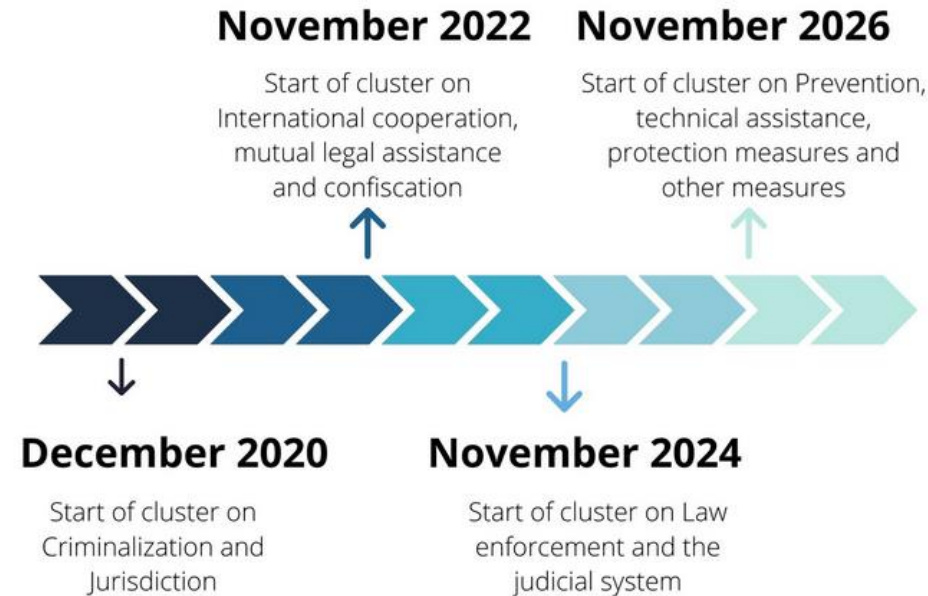 November 2022
Start of cluster on
International cooperation,
mutual legal assistance
and confiscation
November 2026
Start of cluster on Prevention,
technical assistance,
protection measures and
other measures
December 2020
Start of cluster on
Criminalization and
Jurisdiction
November 2024
Start of cluster on Law
enforcement and the
judicial system